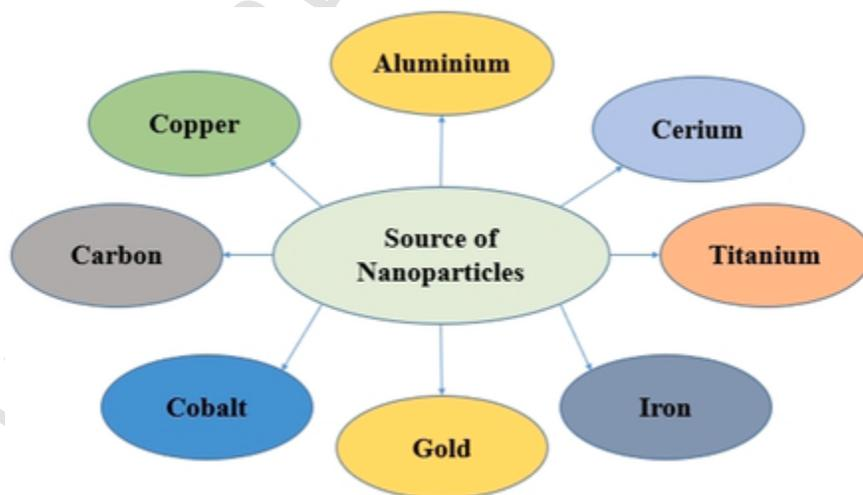 Aluminium
Copper
Cerium
Carbon
Source of
Nanoparticles
Titanium
Cobalt
Iron
Gold